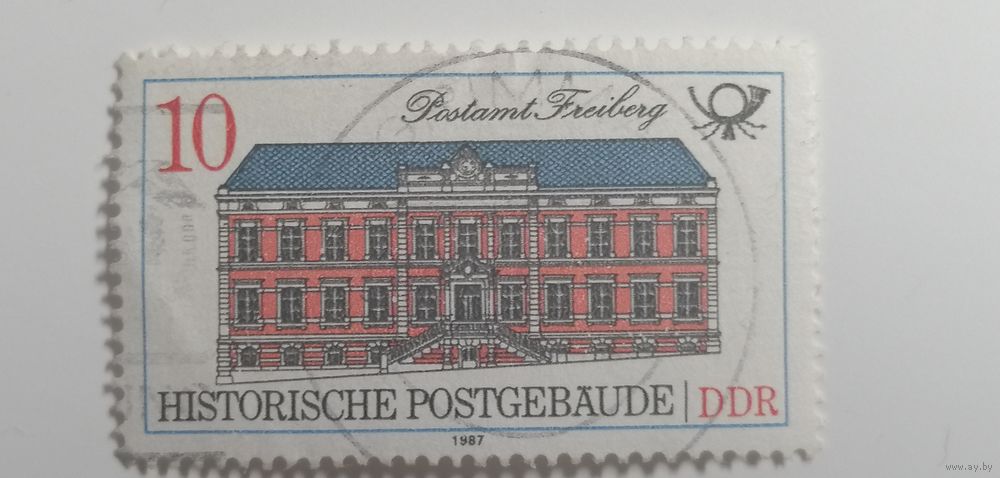 10
Postamt Freiberg
HISTORISCHE POSTGEBÄUDE | DDR
1987
www.ay.by